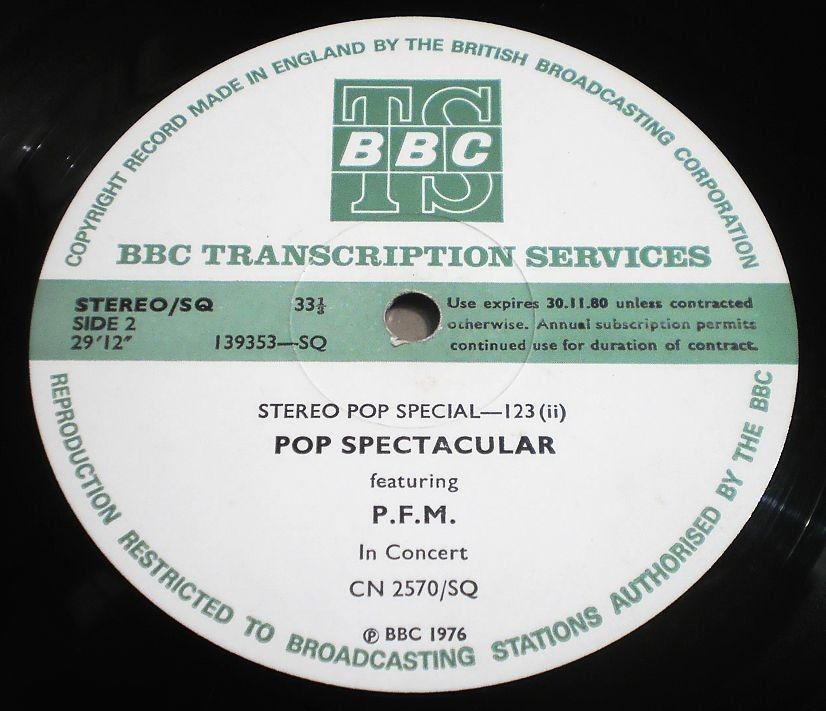 COPYRIGHT RECORD MADE IN ENGLAND BY THE BRITISH BROADCASTING CORPORATION
TS
BBC
BBC TRANSCRIPTION SERVICES
STEREO/SQ 33⅓
SIDE 2
29'12" 139353—SQ
Use expires 30.11.80 unless contracted
otherwise. Annual subscription permits
continued use for duration of contract.
STEREO POP SPECIAL—123 (ii)
POP SPECTACULAR
featuring
P.F.M.
In Concert
CN 2570/SQ
℗ BBC 1976
REPRODUCTION RESTRICTED TO BROADCASTING STATIONS AUTHORISED BY THE BBC